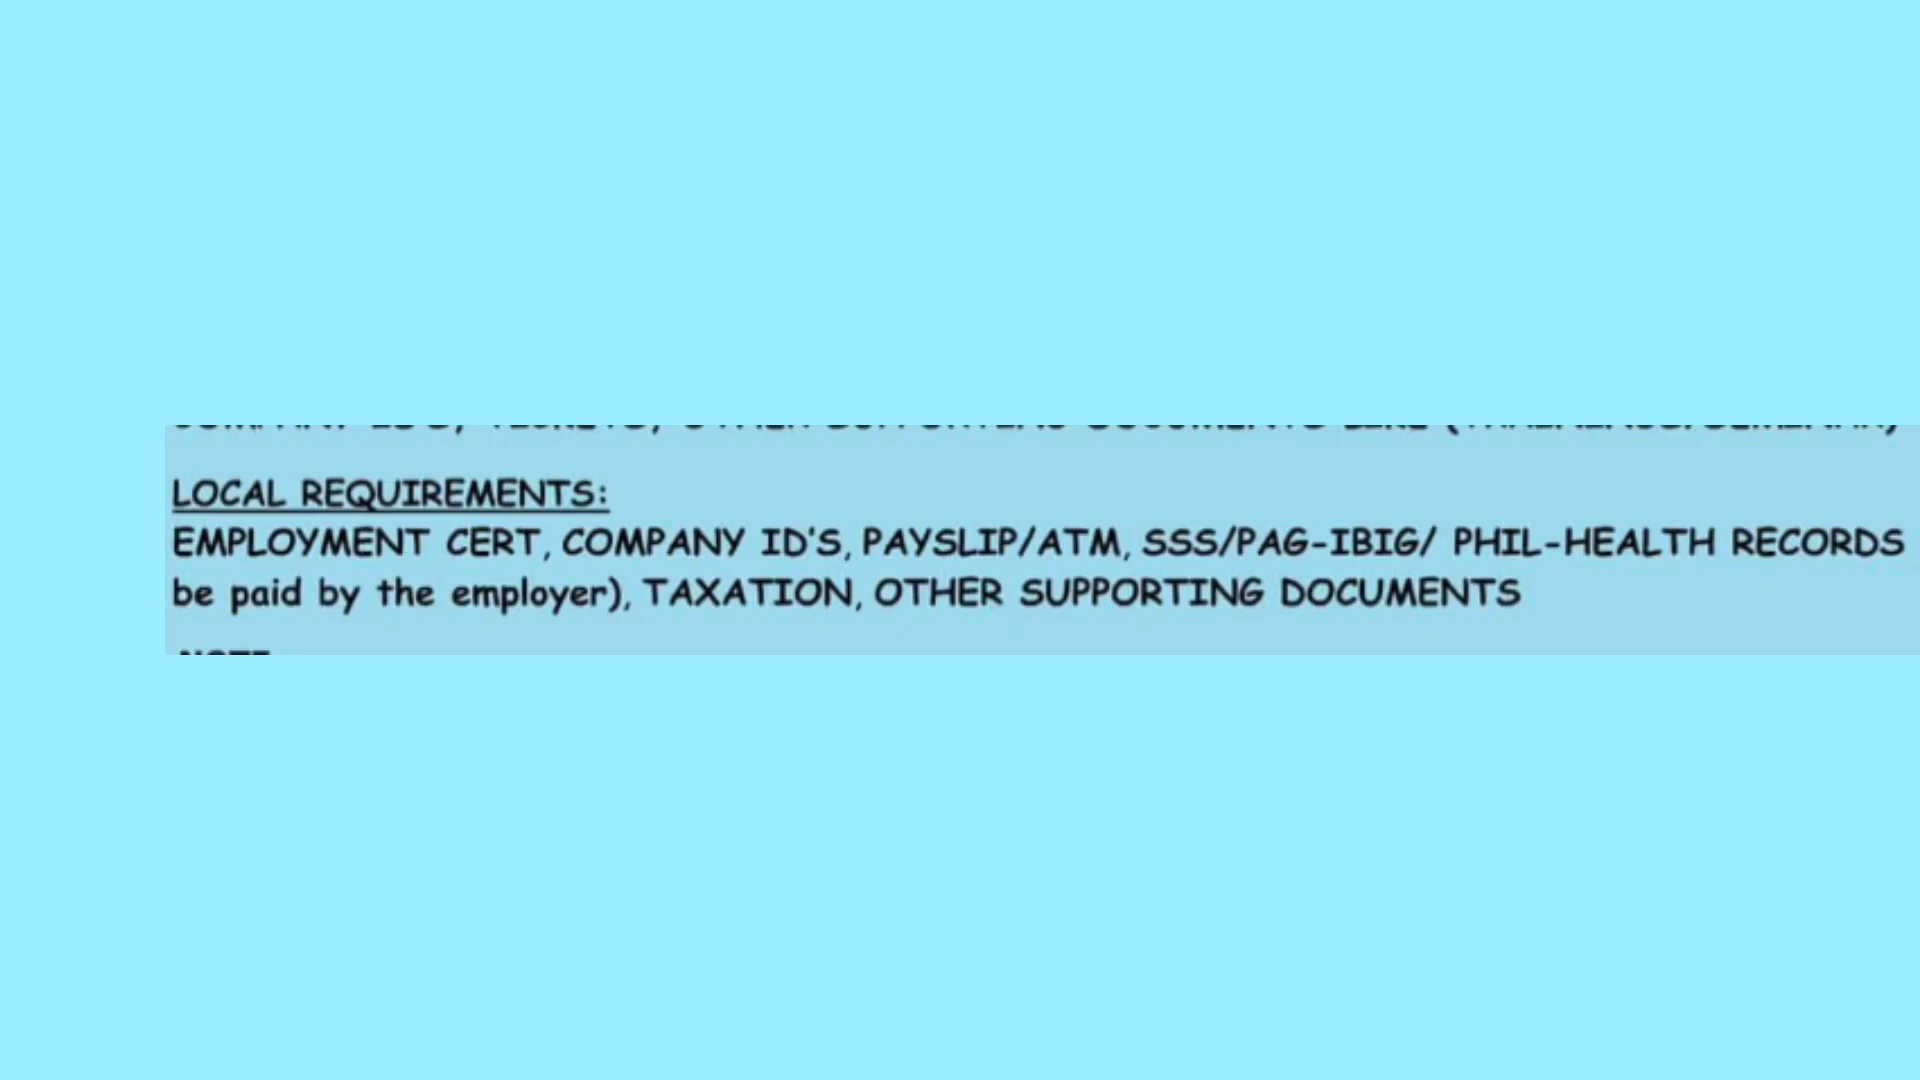 LOCAL REQUIREMENTS:
EMPLOYMENT CERT, COMPANY ID'S, PAYSLIP/ATM, SSS/PAG-IBIG/ PHIL-HEALTH RECORDS
be paid by the employer), TAXATION, OTHER SUPPORTING DOCUMENTS